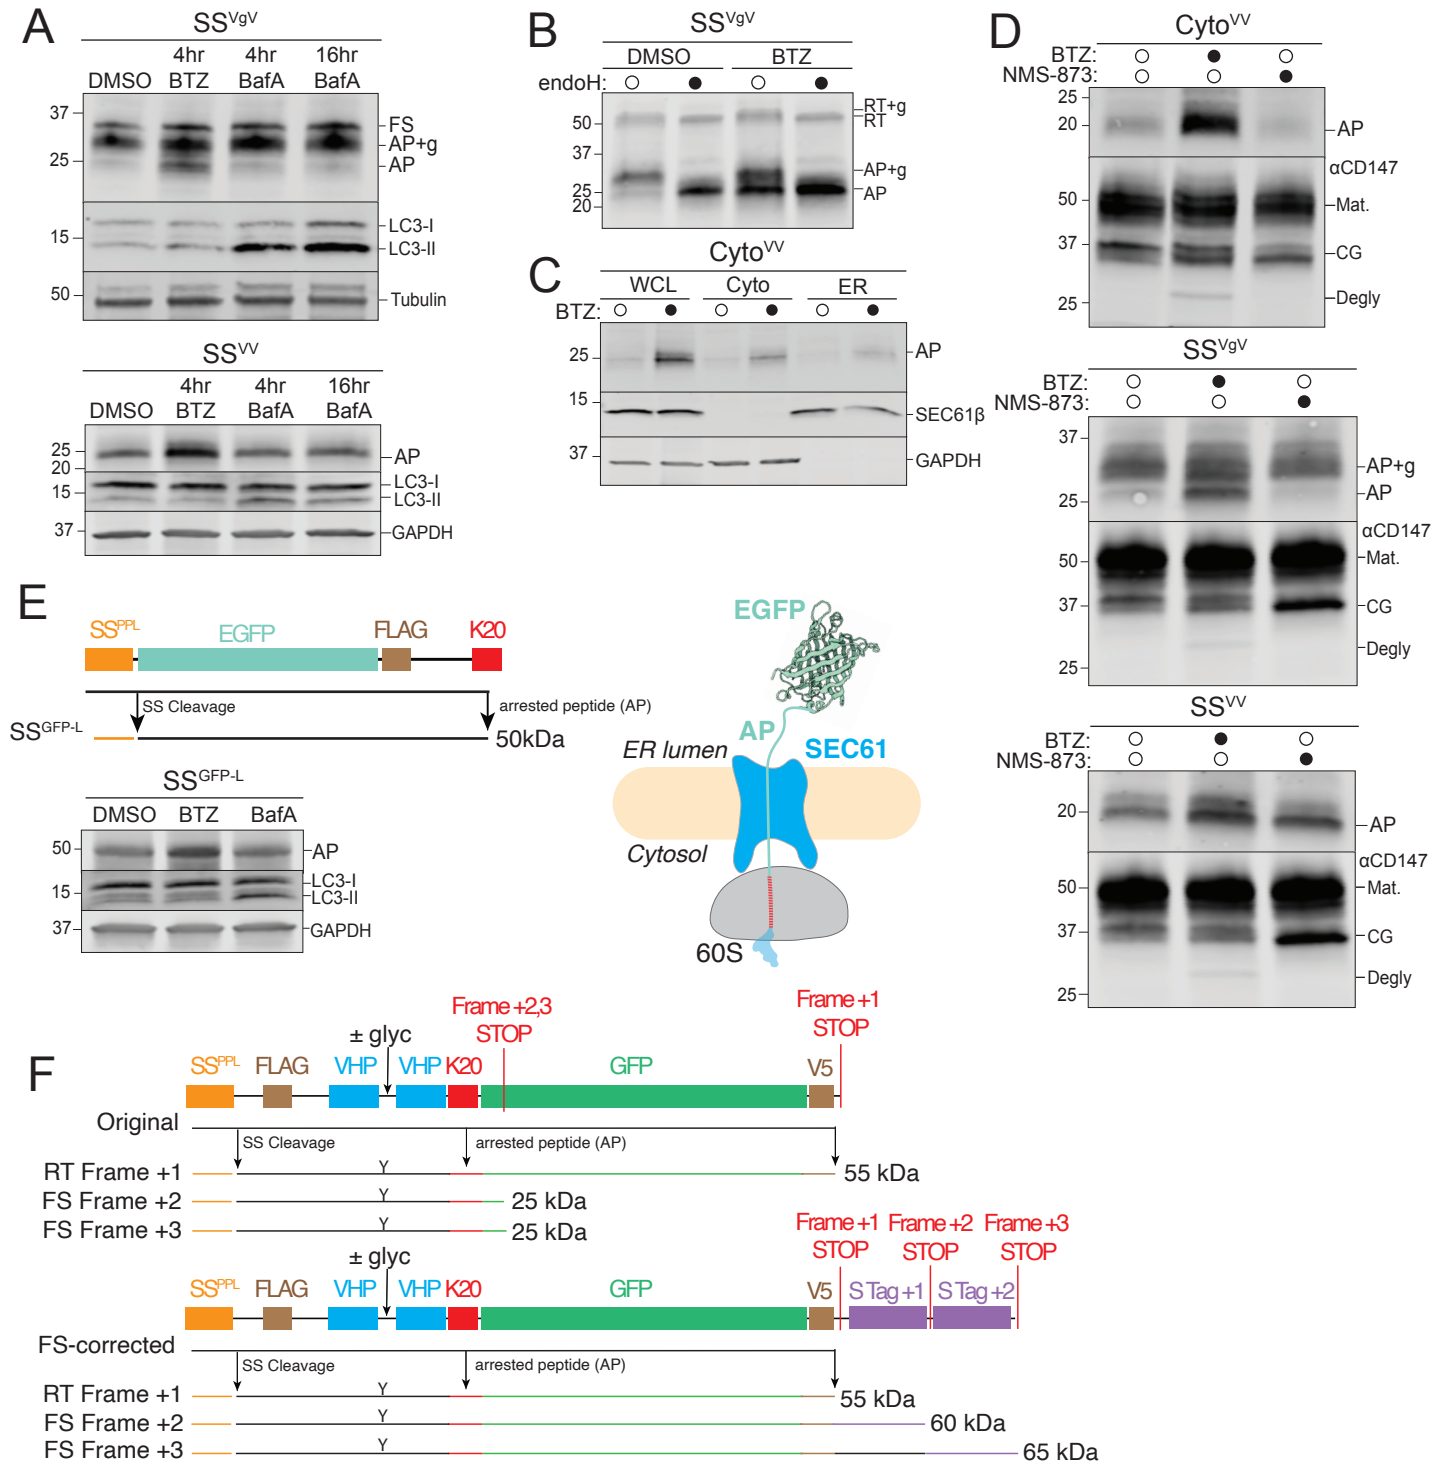 A
SS^VgV
DMSO
4hr BTZ
4hr BafA
16hr BafA
37
25
FS
AP+g
AP
15
LC3-I
LC3-II
50
Tubulin
SS^VV
DMSO
4hr BTZ
4hr BafA
16hr BafA
25
20
AP
15
LC3-I
LC3-II
37
GAPDH
B
SS^VgV
DMSO
BTZ
endoH:
50
37
25
20
RT+g
RT
AP+g
AP
C
Cyto^VV
WCL
Cyto
ER
BTZ:
25
AP
15
SEC61β
37
GAPDH
D
Cyto^VV
BTZ:
NMS-873:
25
20
AP
αCD147
50
Mat.
37
CG
25
Degly
SS^VgV
BTZ:
NMS-873:
37
AP+g
25
AP
αCD147
50
Mat.
37
CG
Degly
25
SS^VV
BTZ:
NMS-873:
20
AP
αCD147
50
Mat.
37
CG
Degly
25
E
SS^PPL
EGFP
FLAG
K20
SS Cleavage
arrested peptide (AP)
SS^GFP-L
50kDa
SS^GFP-L
DMSO
BTZ
BafA
50
AP
15
LC3-I
LC3-II
37
GAPDH
EGFP
AP
ER lumen
SEC61
Cytosol
60S
F
± glyc
Frame +2,3
STOP
Frame +1
STOP
SS^PPL
FLAG
VHP
VHP
K20
GFP
V5
Original
SS Cleavage
arrested peptide (AP)
RT Frame +1
Y
55 kDa
FS Frame +2
Y
25 kDa
FS Frame +3
Y
25 kDa
± glyc
Frame +1
STOP
Frame +2
STOP
Frame +3
STOP
SS^PPL
FLAG
VHP
VHP
K20
GFP
V5
S Tag +1
S Tag +2
FS-corrected
SS Cleavage
arrested peptide (AP)
RT Frame +1
Y
55 kDa
FS Frame +2
Y
60 kDa
FS Frame +3
Y
65 kDa